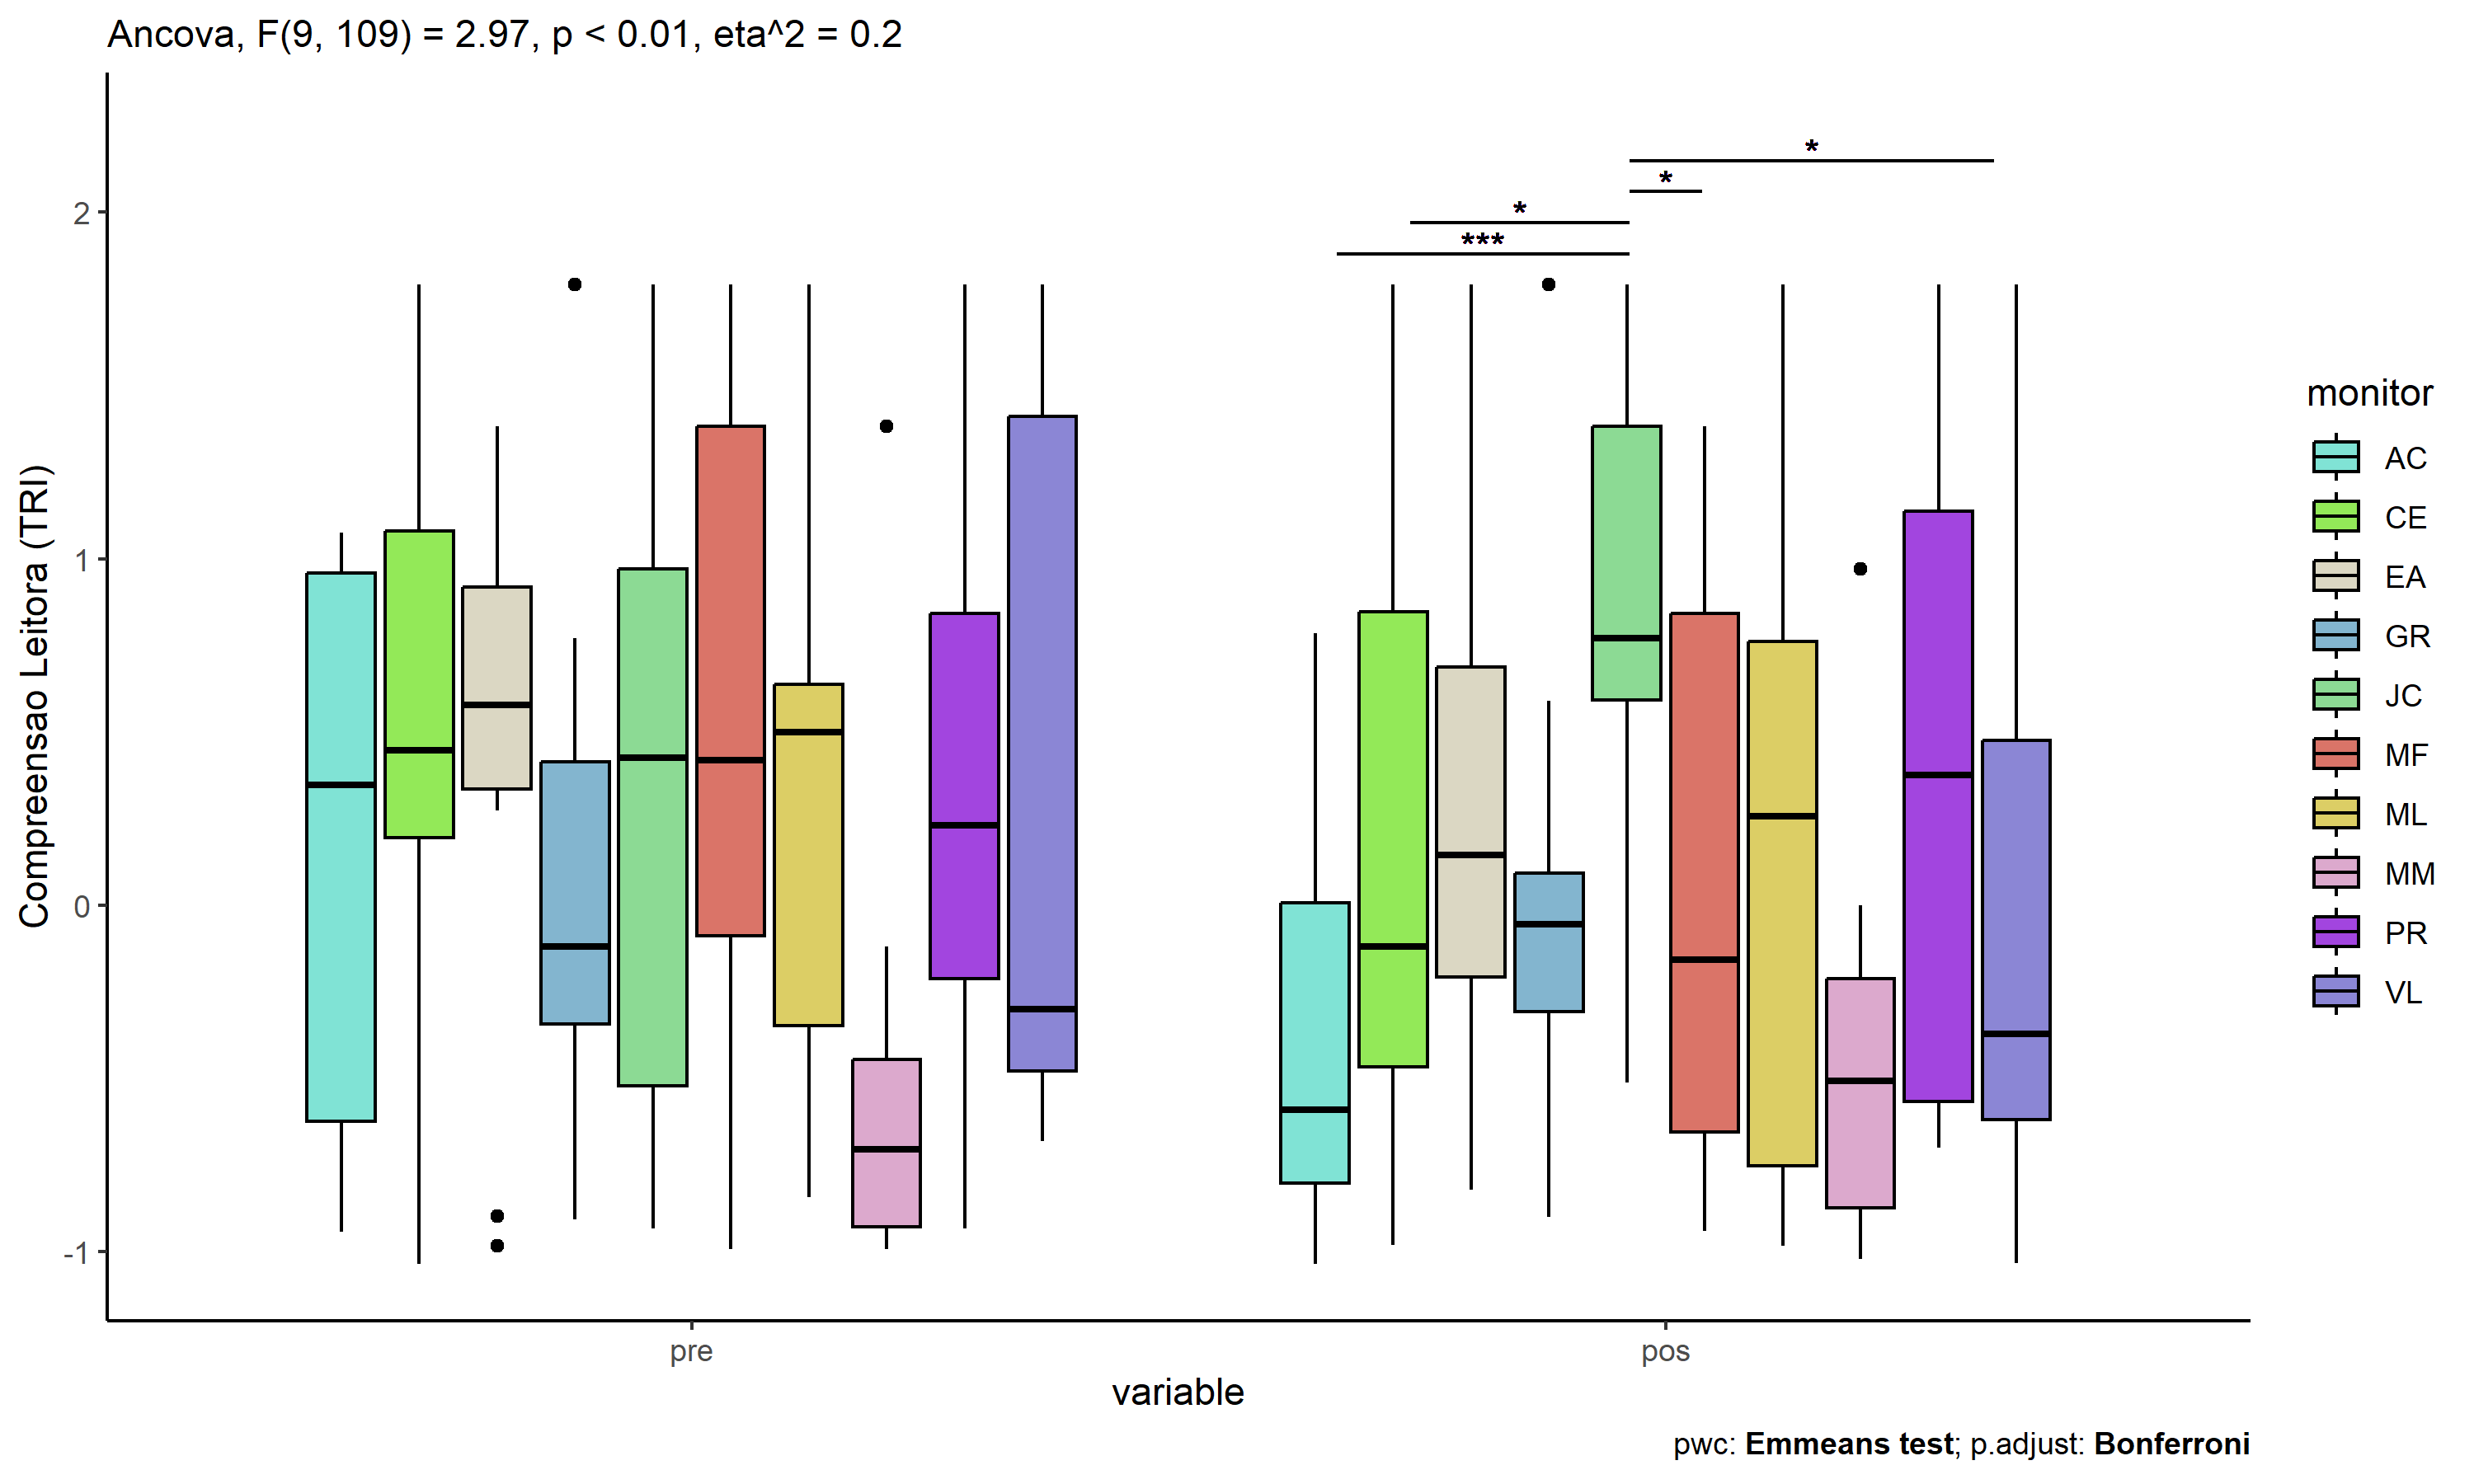 Ancova, F(9, 109) = 2.97, p < 0.01, eta^2 = 0.2
Compreensao Leitora (TRI)
2
1
0
-1
*
*
*
***
pre
pos
variable
monitor
AC
CE
EA
GR
JC
MF
ML
MM
PR
VL
pwc: Emmeans test; p.adjust: Bonferroni